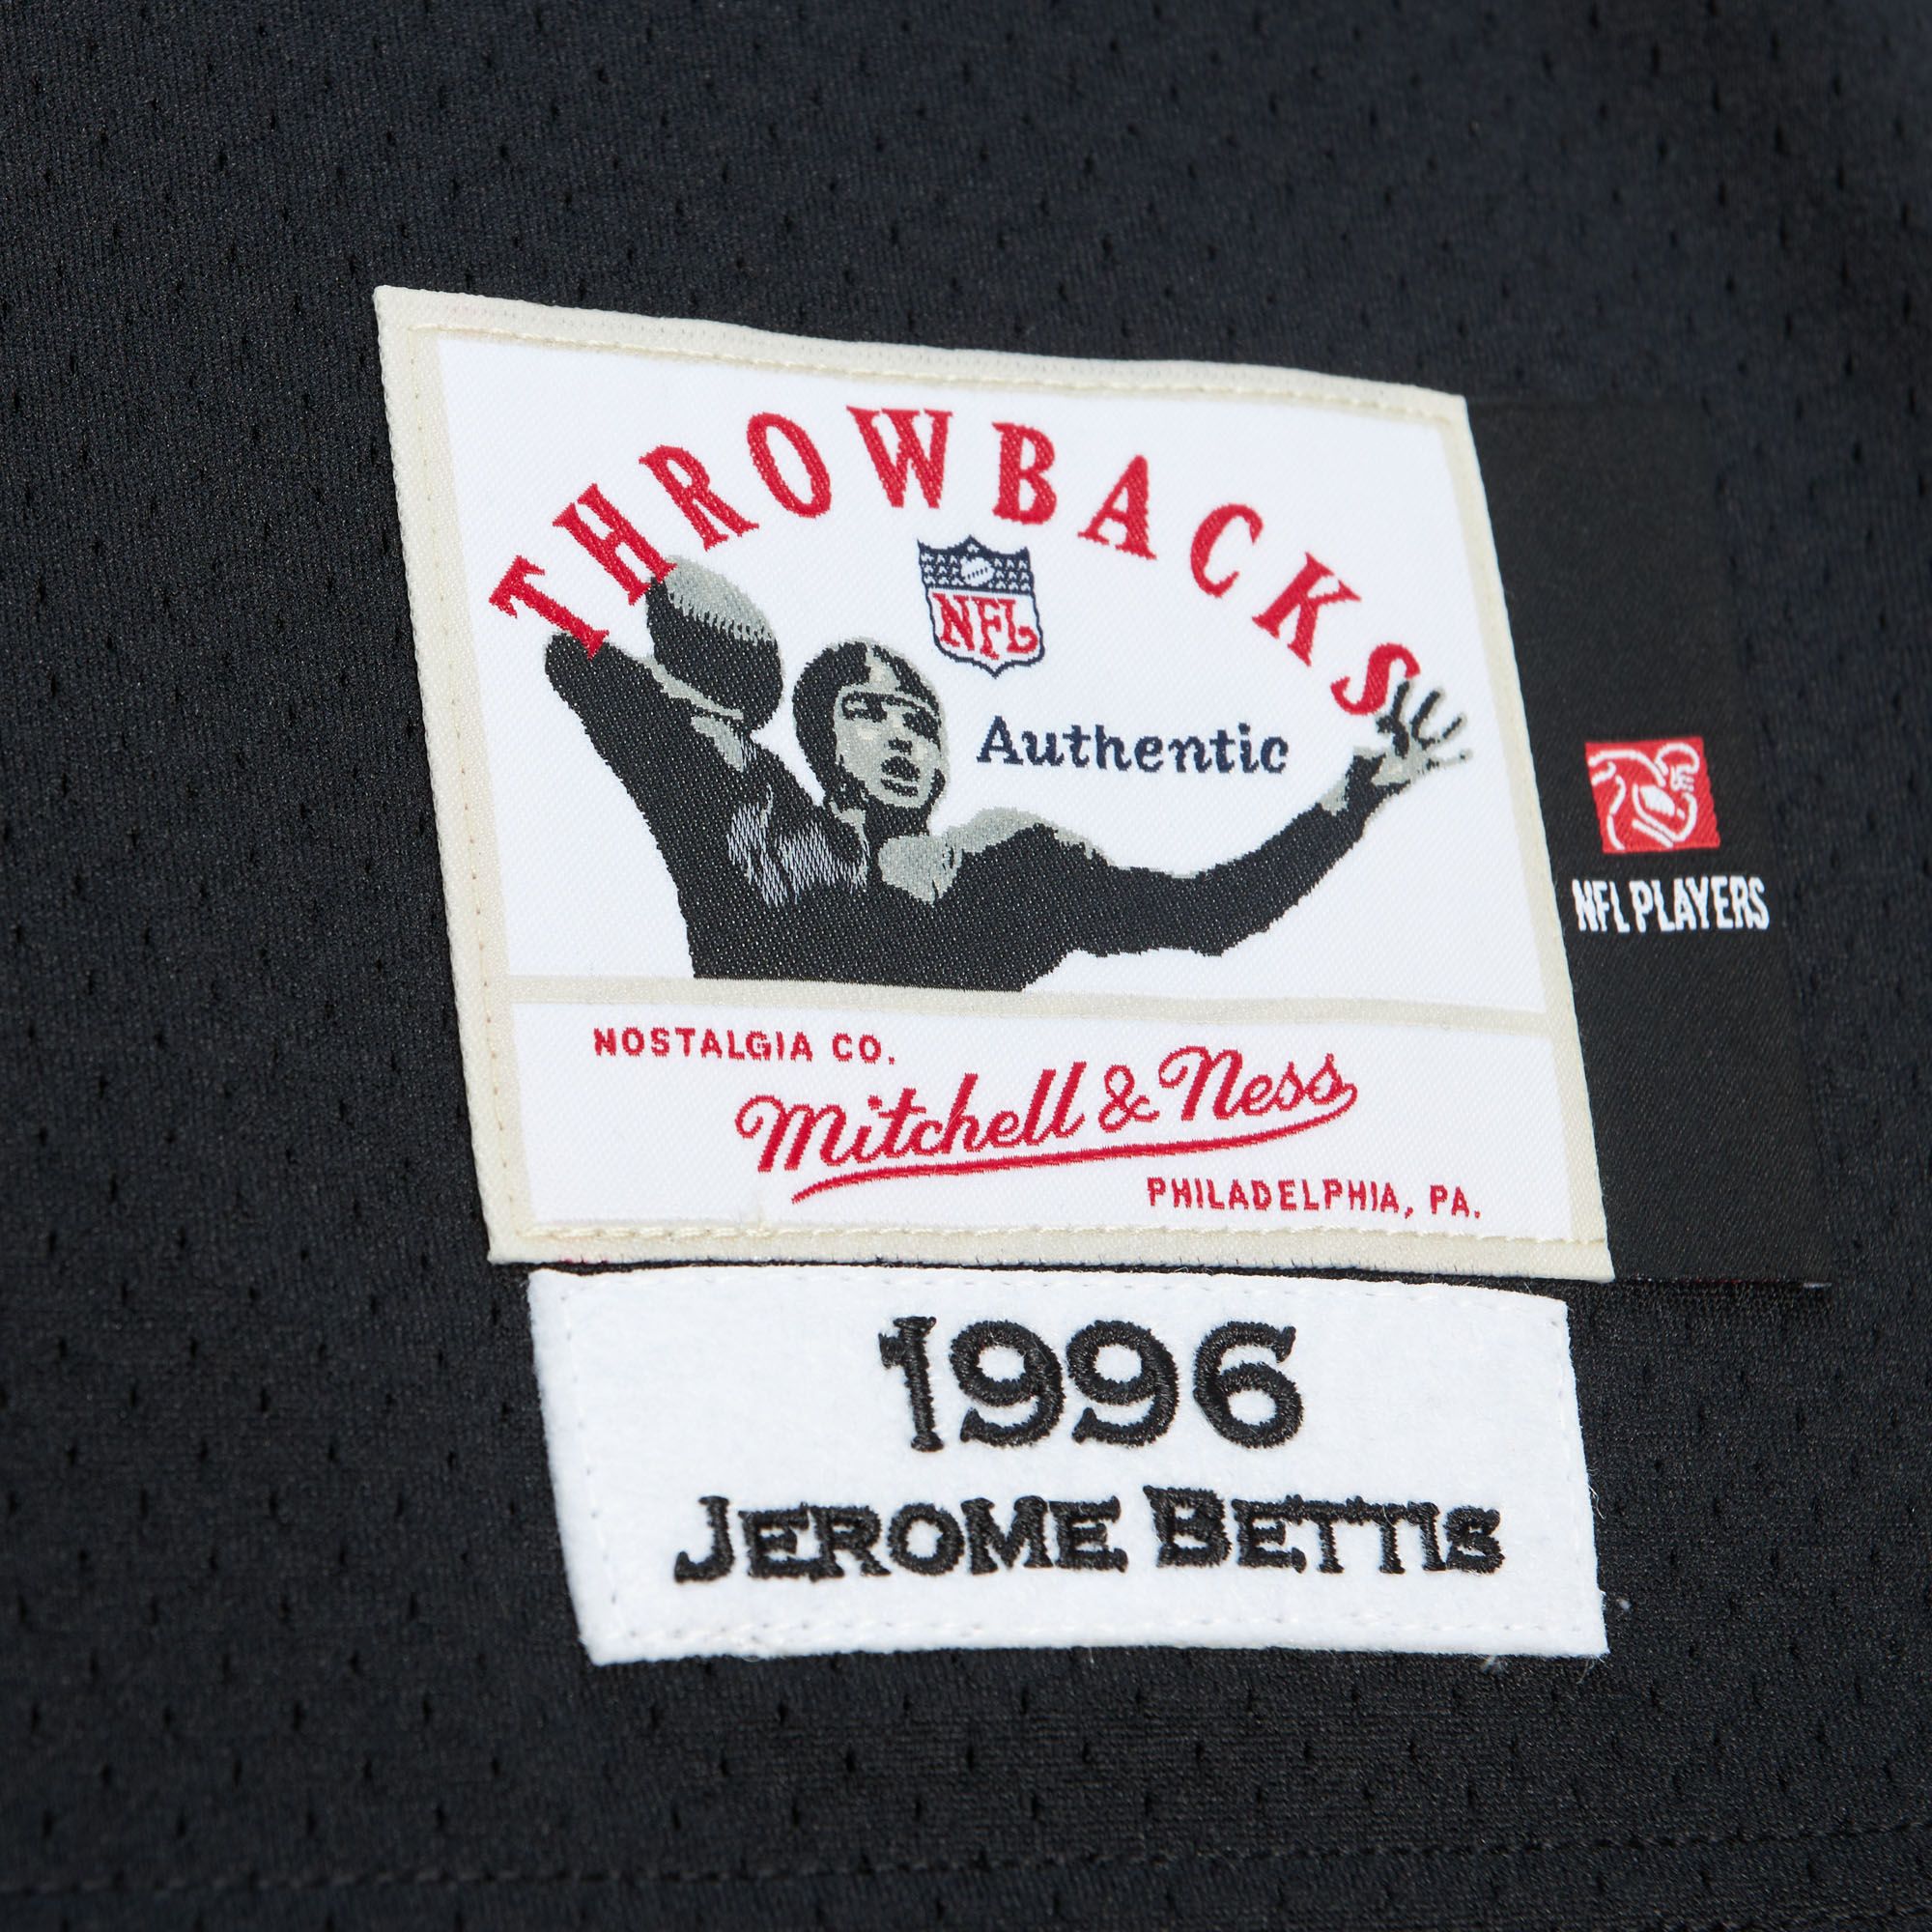 THROWBACKS
NFL
Authentic
NFL PLAYERS
NOSTALGIA CO.
Mitchell & Ness
PHILADELPHIA, PA.
1996
JEROME BETTIS